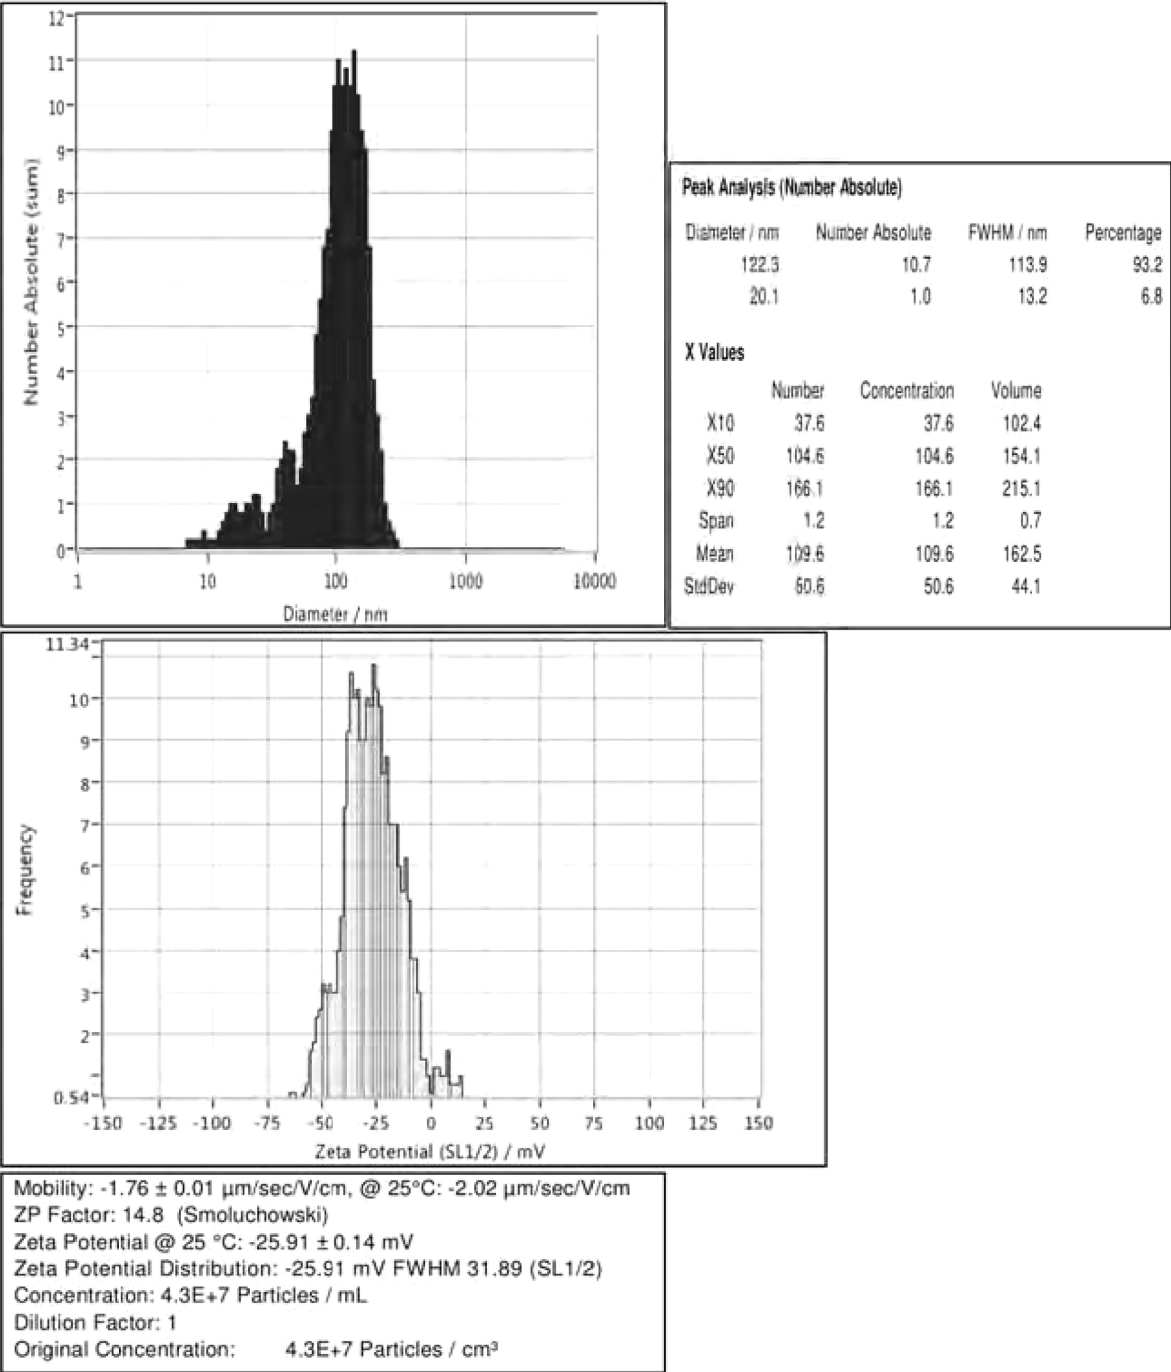 12
11
10
9
8
7
6
5
4
3
2
1
0
Number Absolute (sum)
1 10 100 1000 10000
Diameter / nm
Peak Analysis (Number Absolute)
Diameter / nm Number Absolute FWHM / nm Percentage
122.3 10.7 113.9 93.2
20.1 1.0 13.2 6.8
X Values
Number Concentration Volume
X10 37.6 37.6 102.4
X50 104.6 104.6 154.1
X90 166.1 166.1 215.1
Span 1.2 1.2 0.7
Mean 109.6 109.6 162.5
StdDev 50.6 50.6 44.1
11.34
10
9
8
7
6
5
4
3
2
0.54
Frequency
-150 -125 -100 -75 -50 -25 0 25 50 75 100 125 150
Zeta Potential (SL1/2) / mV
Mobility: -1.76 ± 0.01 µm/sec/V/cm, @ 25°C: -2.02 µm/sec/V/cm
ZP Factor: 14.8 (Smoluchowski)
Zeta Potential @ 25 °C: -25.91 ± 0.14 mV
Zeta Potential Distribution: -25.91 mV FWHM 31.89 (SL1/2)
Concentration: 4.3E+7 Particles / mL
Dilution Factor: 1
Original Concentration: 4.3E+7 Particles / cm³